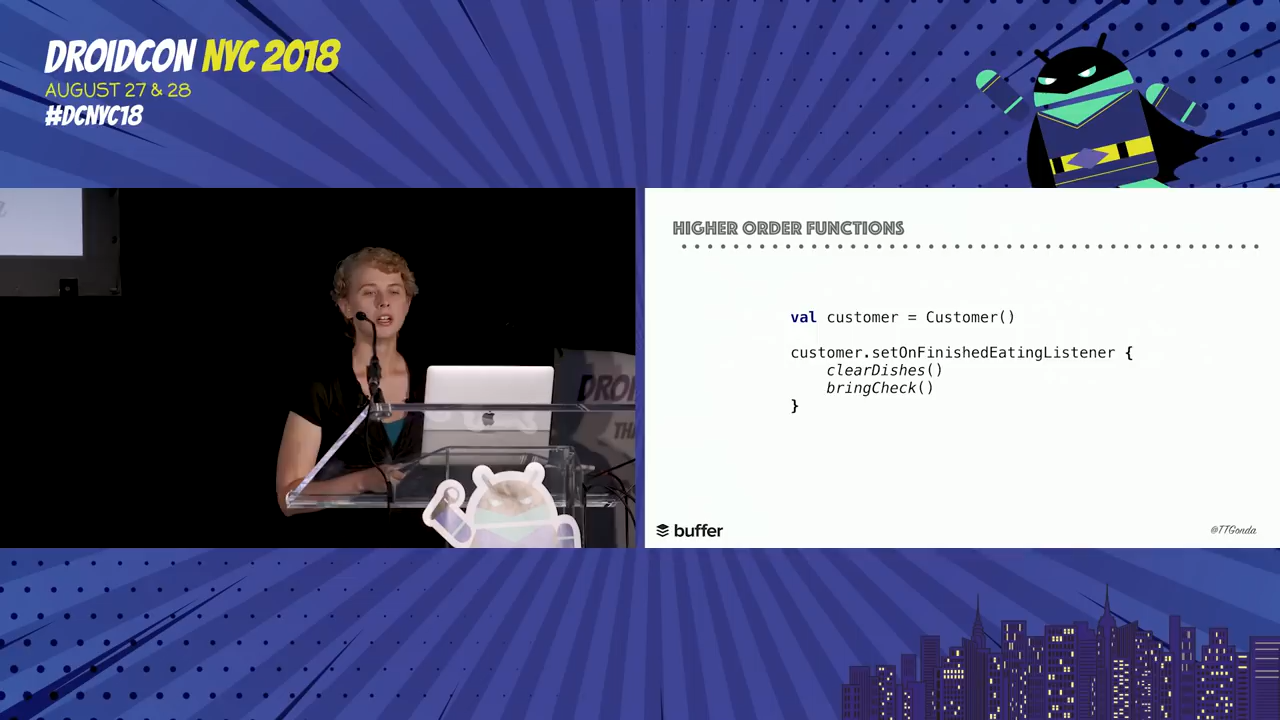 DROIDCON NYC 2018
AUGUST 27 & 28
#DCNYC18
HIGHER ORDER FUNCTIONS
val customer = Customer()
customer.setOnFinishedEatingListener {
clearDishes()
bringCheck()
}
buffer
@TTGonda